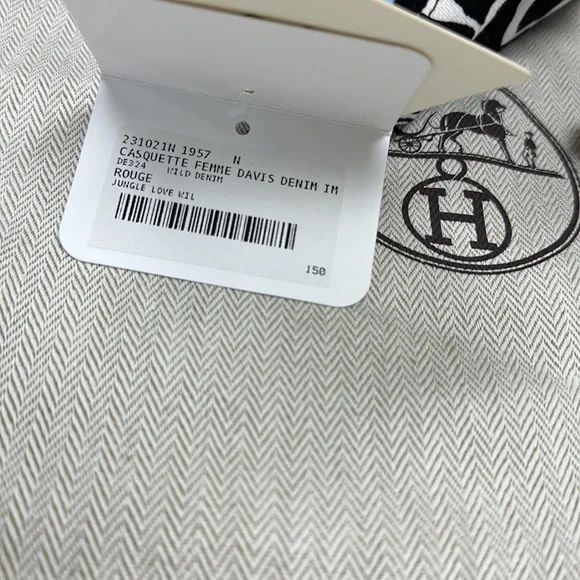 231021N 1957 N
CASQUETTE FEMME DAVIS DENIM IM
DE324 WILD DENIM
ROUGE
JUNGLE LOVE WIL
150
H